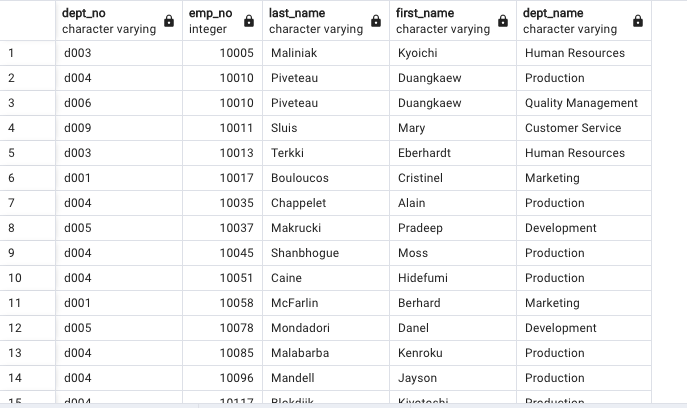 dept_no emp_no last_name first_name dept_name
character varying integer character varying character varying character varying
1 d003 10005 Maliniak Kyoichi Human Resources
2 d004 10010 Piveteau Duangkaew Production
3 d006 10010 Piveteau Duangkaew Quality Management
4 d009 10011 Sluis Mary Customer Service
5 d003 10013 Terkki Eberhardt Human Resources
6 d001 10017 Bouloucos Cristinel Marketing
7 d004 10035 Chappelet Alain Production
8 d005 10037 Makrucki Pradeep Development
9 d004 10045 Shanbhogue Moss Production
10 d004 10051 Caine Hidefumi Production
11 d001 10058 McFarlin Berhard Marketing
12 d005 10078 Mondadori Danel Development
13 d004 10085 Malabarba Kenroku Production
14 d004 10096 Mandell Jayson Production
15 d004 10117 Production